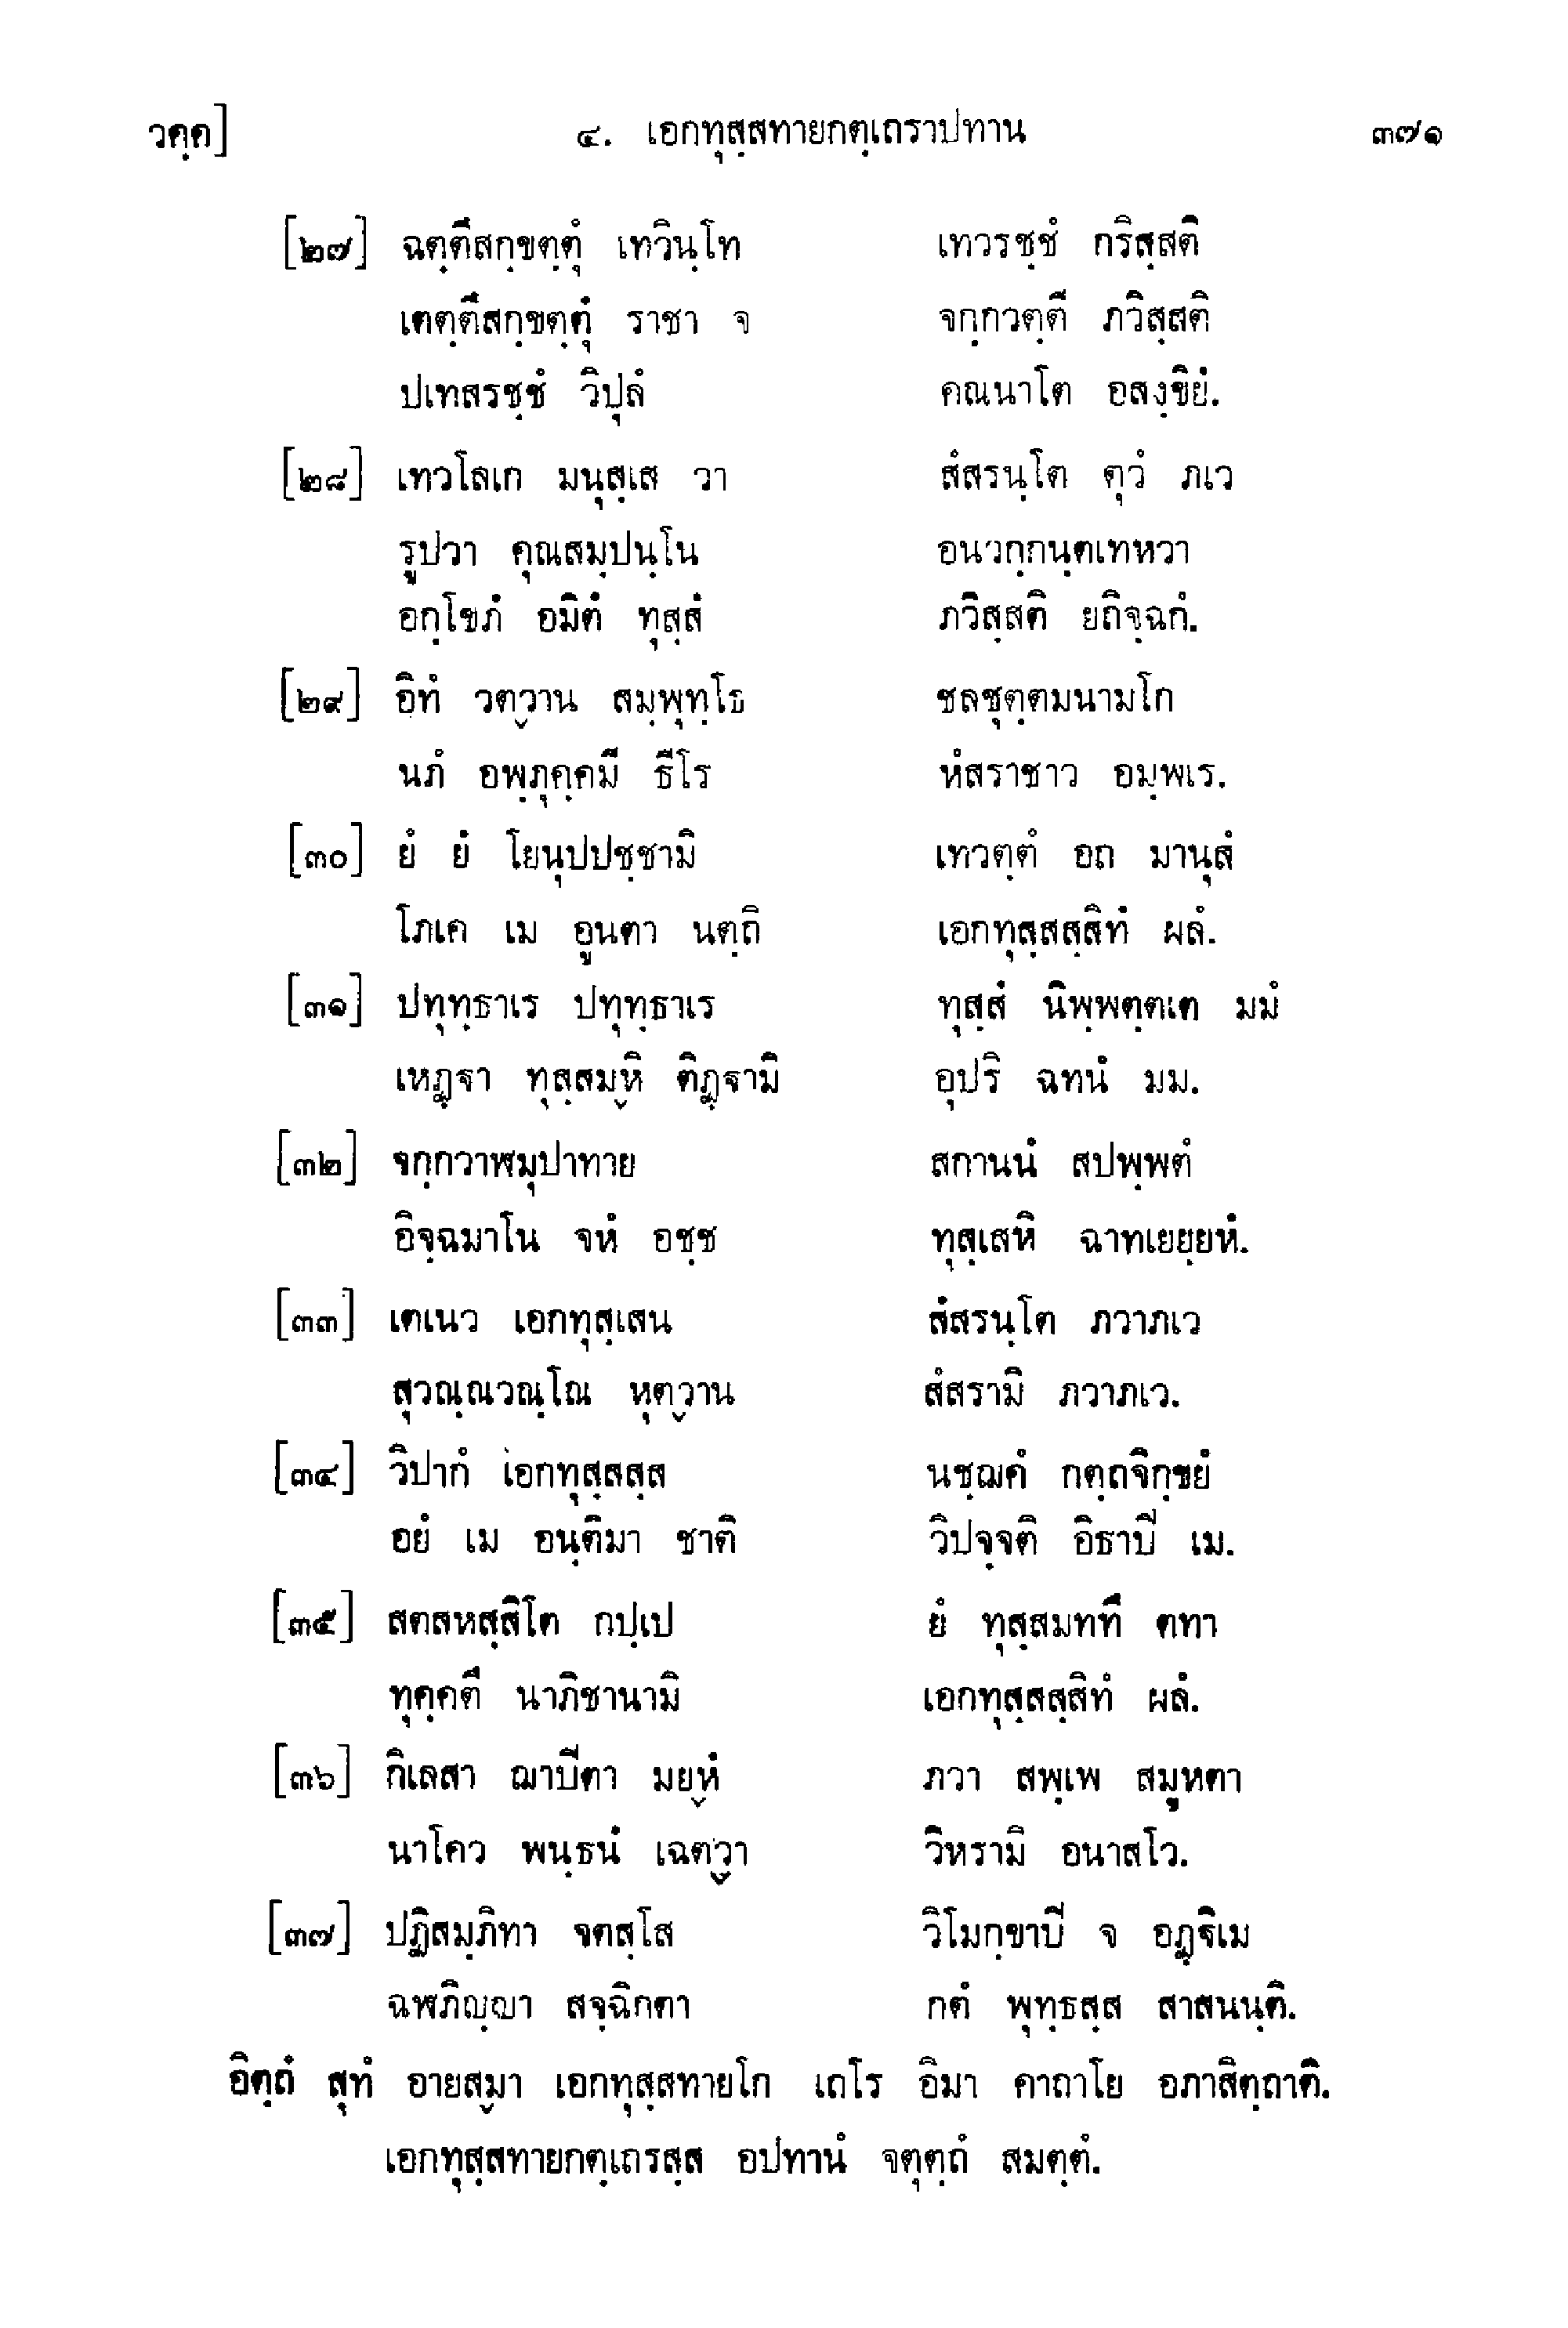 วคฺค] ๔. เอกทุสฺสทายกตฺเถราปทาน ๓๗๑
[๒๗] ฉตฺตึสกฺขตฺตุํ เทวินฺโท เทวรชฺชํ กริสฺสติ
เตตฺตึสกฺขตฺตุํ ราชา จ จกฺกวตฺตี ภวิสฺสติ
ปเทสรชฺชํ วิปุลํ คณนาโต อสงฺขิยํ.
[๒๘] เทวโลเก มนุสฺเส วา สํสรนฺโต ตุวํ ภเว
รูปวา คุณสมฺปนฺโน อนวกฺกนฺตเทหวา
อกฺโขภํ อมิตํ ทุสฺสํ ภวิสฺสติ ยถิจฺฉกํ.
[๒๙] อิทํ วตฺวาน สมฺพุทฺโธ ชลชุตฺตมนามโก
นภํ อพฺภุคฺคมี ธีโร หํสราชาว อมฺพเร.
[๓๐] ยํ ยํ โยนุปปชฺชามิ เทวตฺตํ อถ มานุสํ
โภเค เม อูนตา นตฺถิ เอกทุสฺสสฺสิทํ ผลํ.
[๓๑] ปทุทฺธาเร ปทุทฺธาเร ทุสฺสํ นิพฺพตฺตเต มมํ
เหฏฺฐา ทุสฺสมฺหิ ติฏฺฐามิ อุปริ ฉทนํ มม.
[๓๒] จกฺกวาฬมุปาทาย สกานนํ สปพฺพตํ
อิจฺฉมาโน จหํ อชฺช ทุสฺเสหิ ฉาทเยยฺยหํ.
[๓๓] เตเนว เอกทุสฺเสน สํสรนฺโต ภวาภเว
สุวณฺณวณฺโณ หุตฺวาน สํสรามิ ภวาภเว.
[๓๔] วิปากํ เอกทุสฺสสฺส นชฺฌคํ กตฺถจิกฺขยํ
อยํ เม อนฺติมา ชาติ วิปจฺจติ อิธาปี เม.
[๓๕] สตสหสฺสิโต กปฺเป ยํ ทุสฺสมททึ ตทา
ทุคฺคตึ นาภิชานามิ เอกทุสฺสสฺสิทํ ผลํ.
[๓๖] กิเลสา ฌาปีตา มยฺหํ ภวา สพฺเพ สมูหตา
นาโคว พนฺธนํ เฉตฺวา วิหรามิ อนาสโว.
[๓๗] ปฏิสมฺภิทา จตสฺโส วิโมกฺขาปี จ อฏฺฐิเม
ฉฬภิญฺญา สจฺฉิกตา กตํ พุทฺธสฺส สาสนนฺติ.
อิตฺถํ สุทํ อายสฺมา เอกทุสฺสทายโก เถโร อิมา คาถาโย อภาสิตฺถาติ.
เอกทุสฺสทายกตฺเถรสฺส อปทานํ จตุตฺถํ สมตฺตํ.